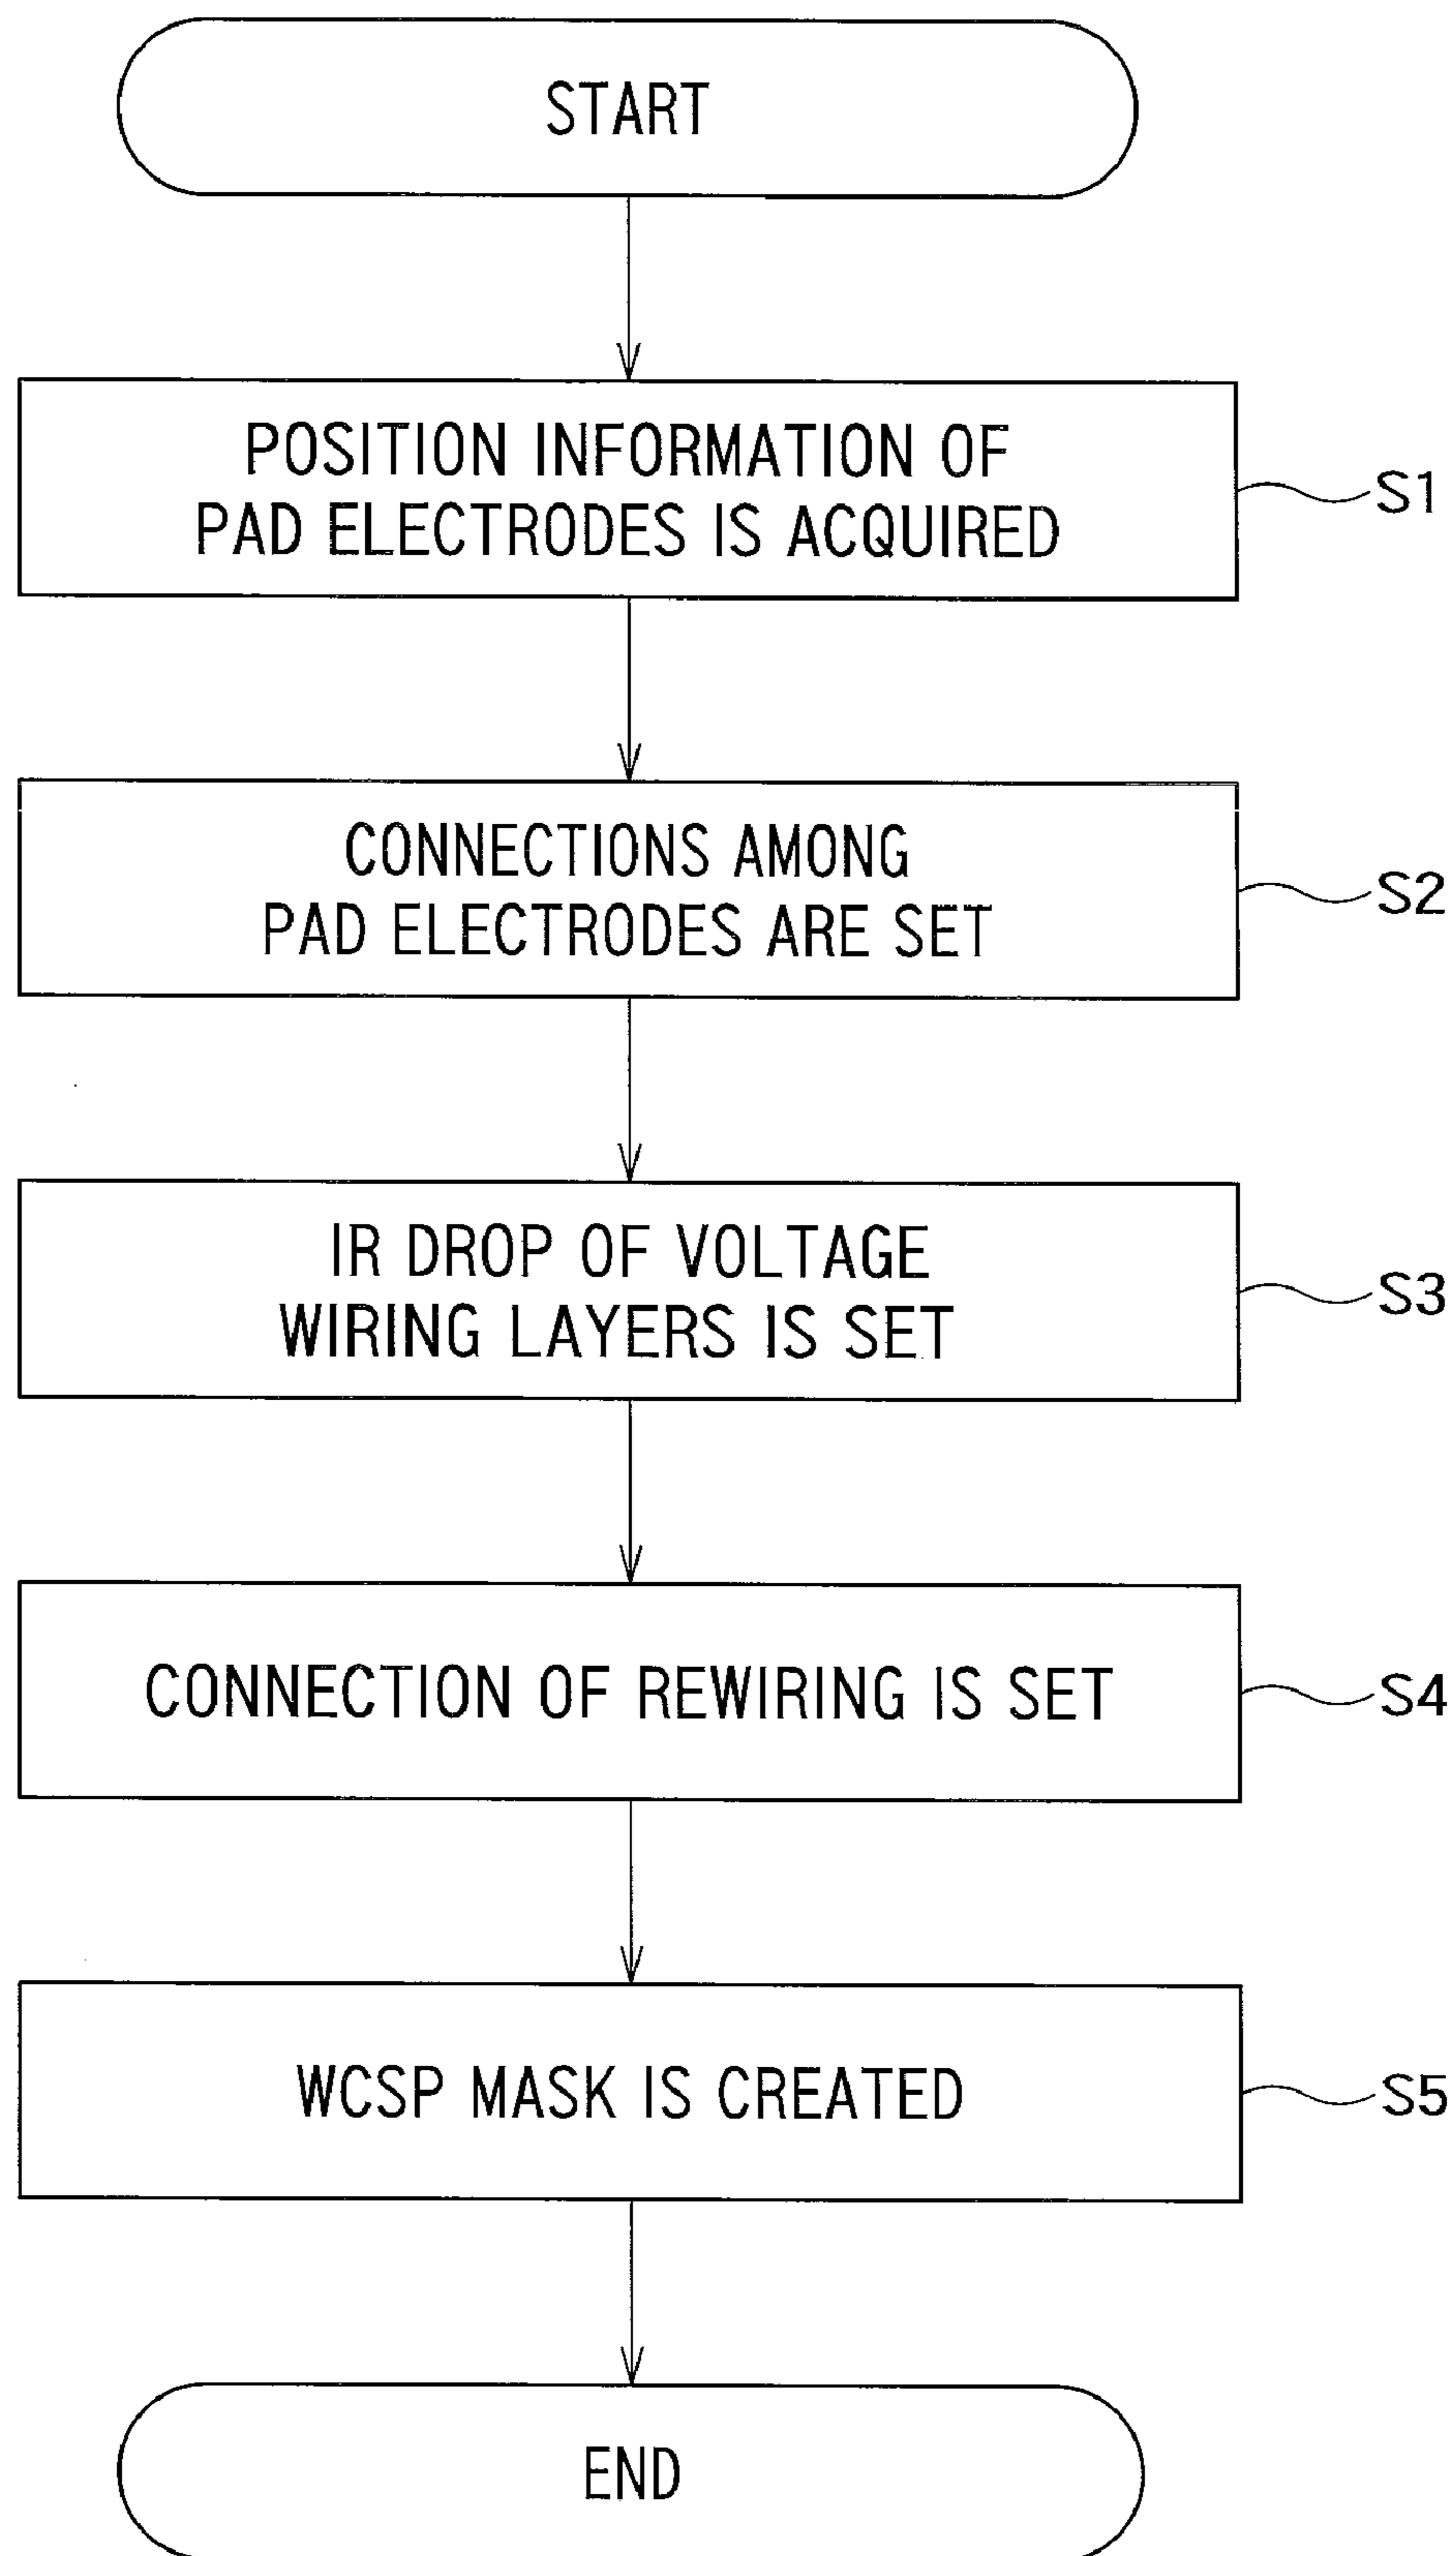 START
POSITION INFORMATION OF
PAD ELECTRODES IS ACQUIRED
S1
CONNECTIONS AMONG
PAD ELECTRODES ARE SET
S2
IR DROP OF VOLTAGE
WIRING LAYERS IS SET
S3
CONNECTION OF REWIRING IS SET
S4
WCSP MASK IS CREATED
S5
END